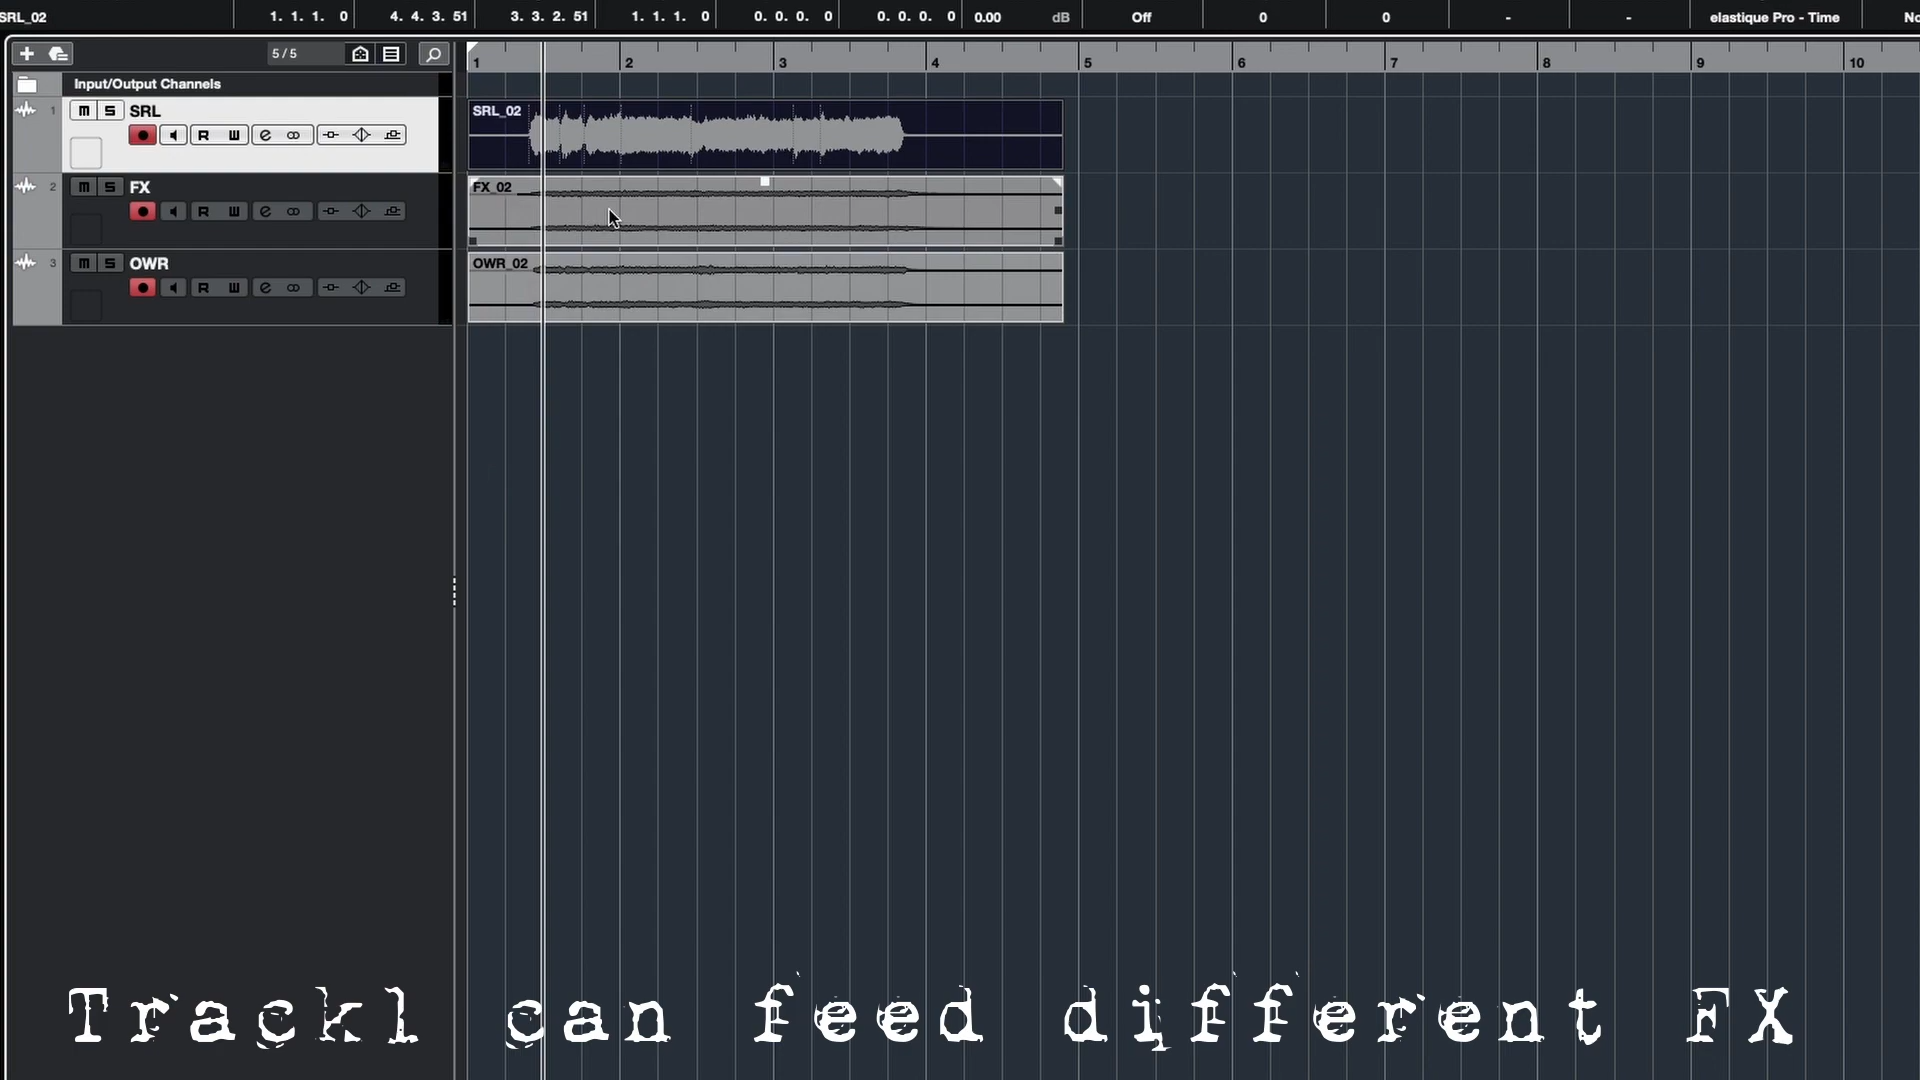 SRL_02 1. 1. 1. 0 4. 4. 3. 51 3. 3. 2. 51 1. 1. 1. 0 0. 0. 0. 0 0. 0. 0. 0 0.00 dB Off 0 0 - - elastique Pro - Time
5/5
1 2 3 4 5 6 7 8 9 10
Input/Output Channels
1 m S SRL
R W e
SRL_02
2 m S FX
R W e
FX_02
3 m S OWR
R W e
OWR_02
Track1 can feed different FX